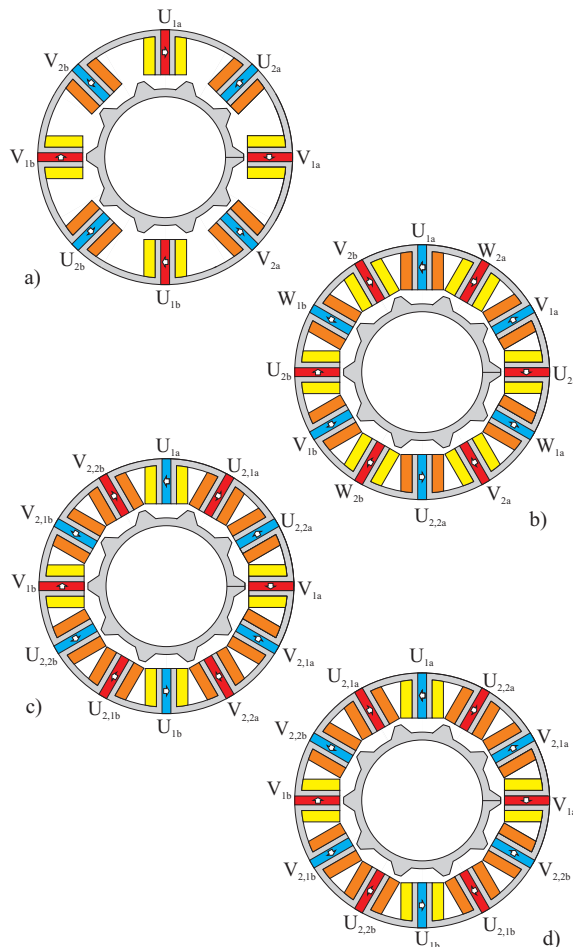 U1a
V2b U2a
V1b V1a
U2b V2a
a) U1b
U1a
V2b W2a
W1b V1a
U2b U2
V1b W1a
W2b V2a
U2,2a b)
U1a
V2,2b U2,1a
V2,1b U2,2a
V1b V1a
U2,2b V2,1a
U2,1b V2,2a
c) U1b
U1a
U2,1a U2,2a
V2,2b V2,1a
V1b V1a
V2,1b V2,2b
U2,2b U2,1b
U1b d)